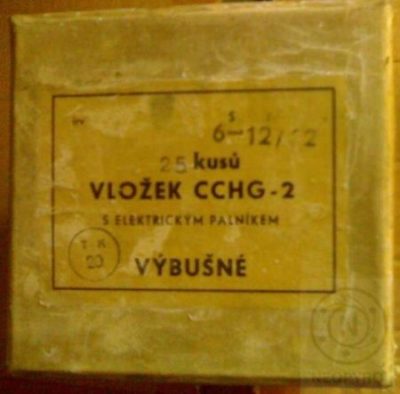 6-12/12
25 kusů
VLOŽEK CCHG-2
S ELEKTRICKÝM PALNÍKEM
T K
20
VÝBUŠNÉ